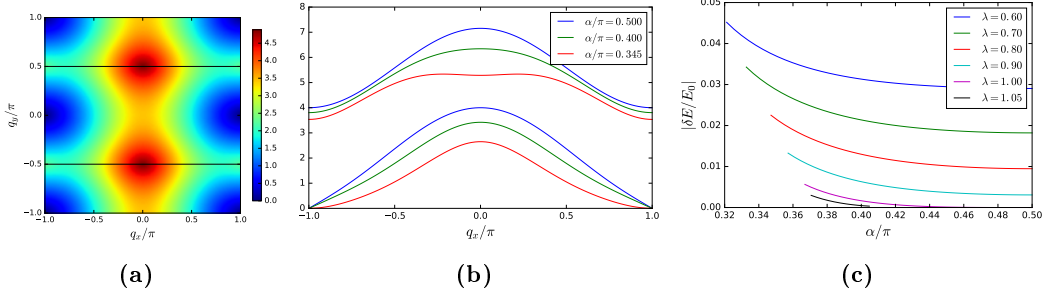 1.0
0.5
0.0
−0.5
−1.0
q_y/π
−1.0 −0.5 0.0 0.5 1.0
q_x/π
4.5
4.0
3.5
3.0
2.5
2.0
1.5
1.0
0.5
0.0
(a)
8
7
6
5
4
3
2
1
0
−1.0 −0.5 0.0 0.5 1.0
q_x/π
α/π = 0.500
α/π = 0.400
α/π = 0.345
(b)
0.05
0.04
0.03
0.02
0.01
0.00
|δE/E_0|
0.32 0.34 0.36 0.38 0.40 0.42 0.44 0.46 0.48 0.50
α/π
λ = 0.60
λ = 0.70
λ = 0.80
λ = 0.90
λ = 1.00
λ = 1.05
(c)